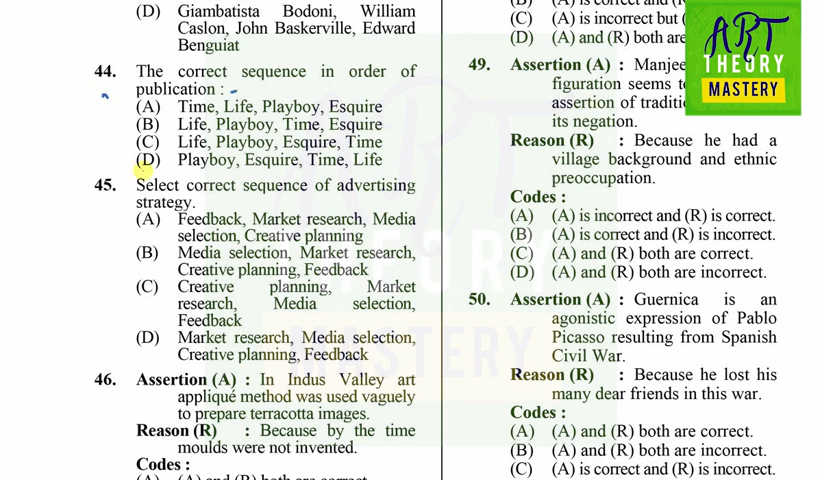 (D) Giambatista Bodoni, William
Caslon, John Baskerville, Edward
Benguiat
44. The correct sequence in order of
publication :
(A) Time, Life, Playboy, Esquire
(B) Life, Playboy, Time, Esquire
(C) Life, Playboy, Esquire, Time
(D) Playboy, Esquire, Time, Life
45. Select correct sequence of advertising
strategy.
(A) Feedback, Market research, Media
selection, Creative planning
(B) Media selection, Market research,
Creative planning, Feedback
(C) Creative planning, Market
research, Media selection,
Feedback
(D) Market research, Media selection,
Creative planning, Feedback
46. Assertion (A) : In Indus Valley art
appliqué method was used vaguely
to prepare terracotta images.
Reason (R) : Because by the time
moulds were not invented.
Codes :
(C) (A) is incorrect but
(D) (A) and (R) both are
49. Assertion (A) :
figuration seems
assertion of
its negation.
Reason (R) : Because he had a
village background and ethnic
preoccupation.
Codes :
(A) (A) is incorrect and (R) is correct.
(B) (A) is correct and (R) is incorrect.
(C) (A) and (R) both are correct.
(D) (A) and (R) both are incorrect.
50. Assertion (A) : Guernica is an
agonistic expression of Pablo
Picasso resulting from Spanish
Civil War.
Reason (R) : Because he lost his
many dear friends in this war.
Codes :
(A) (A) and (R) both are correct.
(B) (A) and (R) both are incorrect.
(C) (A) is correct and (R) is incorrect.
ART
THEORY
MASTERY
ART
THEORY
MASTERY